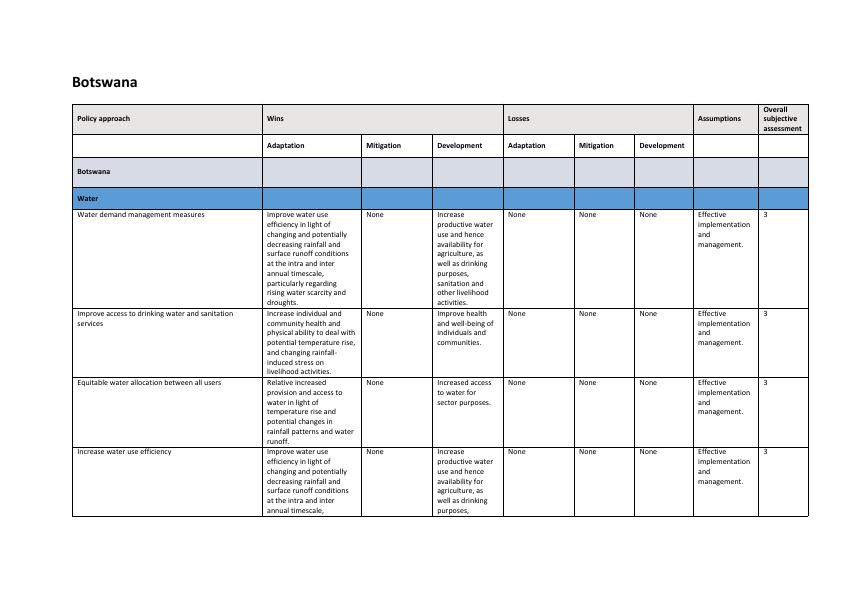 Botswana
Policy approach
Wins
Losses
Assumptions
Overall
subjective
assessment
Adaptation
Mitigation
Development
Adaptation
Mitigation
Development
Botswana
Water
Water demand management measures
Improve water use
efficiency in light of
changing and potentially
decreasing rainfall and
surface runoff conditions
at the intra and inter
annual timescale,
particularly regarding
rising water scarcity and
droughts.
None
Increase
productive water
use and hence
availability for
agriculture, as
well as drinking
purposes,
sanitation and
other livelihood
activities.
None
None
None
Effective
implementation
and
management.
3
Improve access to drinking water and sanitation
services
Increase individual and
community health and
physical ability to deal with
potential temperature rise,
and changing rainfall-
induced stress on
livelihood activities.
None
Improve health
and well-being of
individuals and
communities.
None
None
None
Effective
implementation
and
management.
3
Equitable water allocation between all users
Relative increased
provision and access to
water in light of
temperature rise and
potential changes in
rainfall patterns and water
runoff.
None
Increased access
to water for
sector purposes.
None
None
None
Effective
implementation
and
management.
3
Increase water use efficiency
Improve water use
efficiency in light of
changing and potentially
decreasing rainfall and
surface runoff conditions
at the intra and inter
annual timescale,
None
Increase
productive water
use and hence
availability for
agriculture, as
well as drinking
purposes,
None
None
None
Effective
implementation
and
management.
3